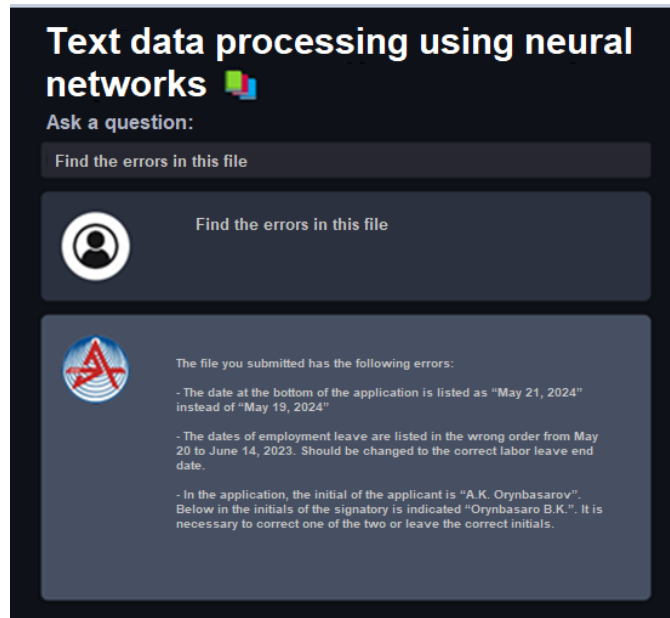 Text data processing using neural
networks
Ask a question:
Find the errors in this file
Find the errors in this file
The file you submitted has the following errors:
- The date at the bottom of the application is listed as “May 21, 2024”
instead of “May 19, 2024”
- The dates of employment leave are listed in the wrong order from May
20 to June 14, 2023. Should be changed to the correct labor leave end
date.
- In the application, the initial of the applicant is “A.K. Orynbasarov”.
Below in the initials of the signatory is indicated “Orynbasaro B.K.”. It is
necessary to correct one of the two or leave the correct initials.